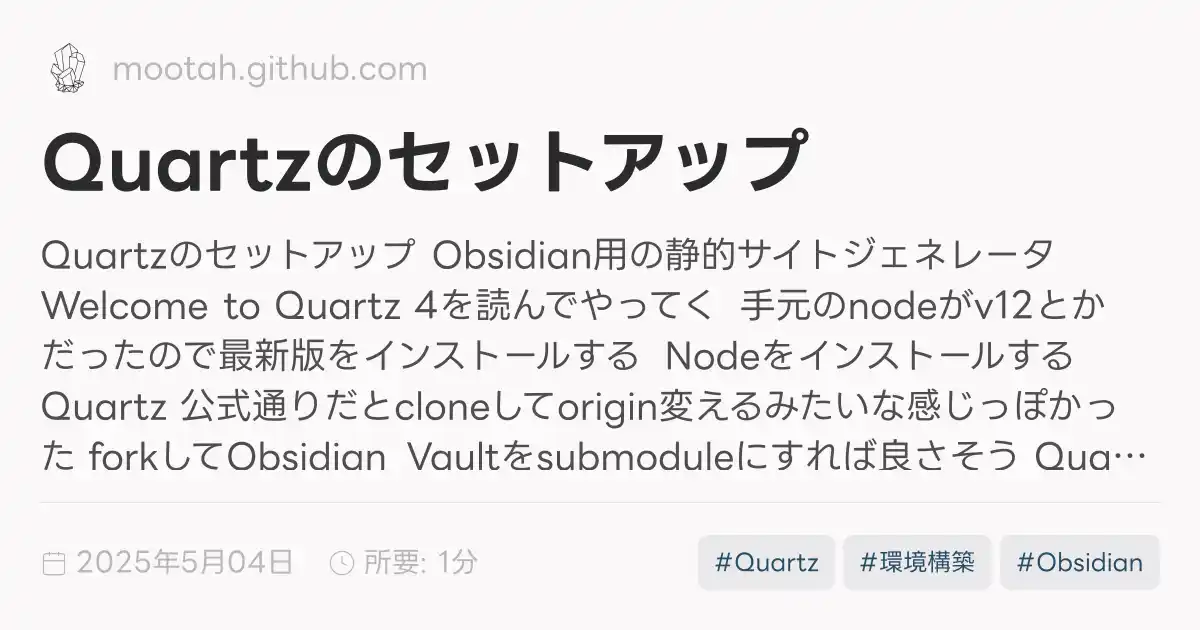 mootah.github.com
Quartzのセットアップ
Quartzのセットアップ Obsidian用の静的サイトジェネレータ
Welcome to Quartz 4を読んでやってく 手元のnodeがv12とか
だったので最新版をインストールする Nodeをインストールする
Quartz 公式通りだとcloneしてorigin変えるみたいな感じっぽかっ
た forkしてObsidian Vaultをsubmoduleにすれば良さそう Qua…
2025年5月04日 所要: 1分 #Quartz #環境構築 #Obsidian